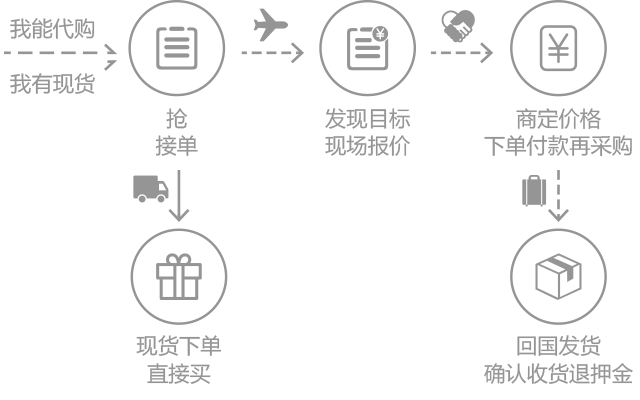 我能代购
我有现货
抢
接单
¥
发现目标
现场报价
¥
商定价格
下单付款再采购
现货下单
直接买
回国发货
确认收货退押金